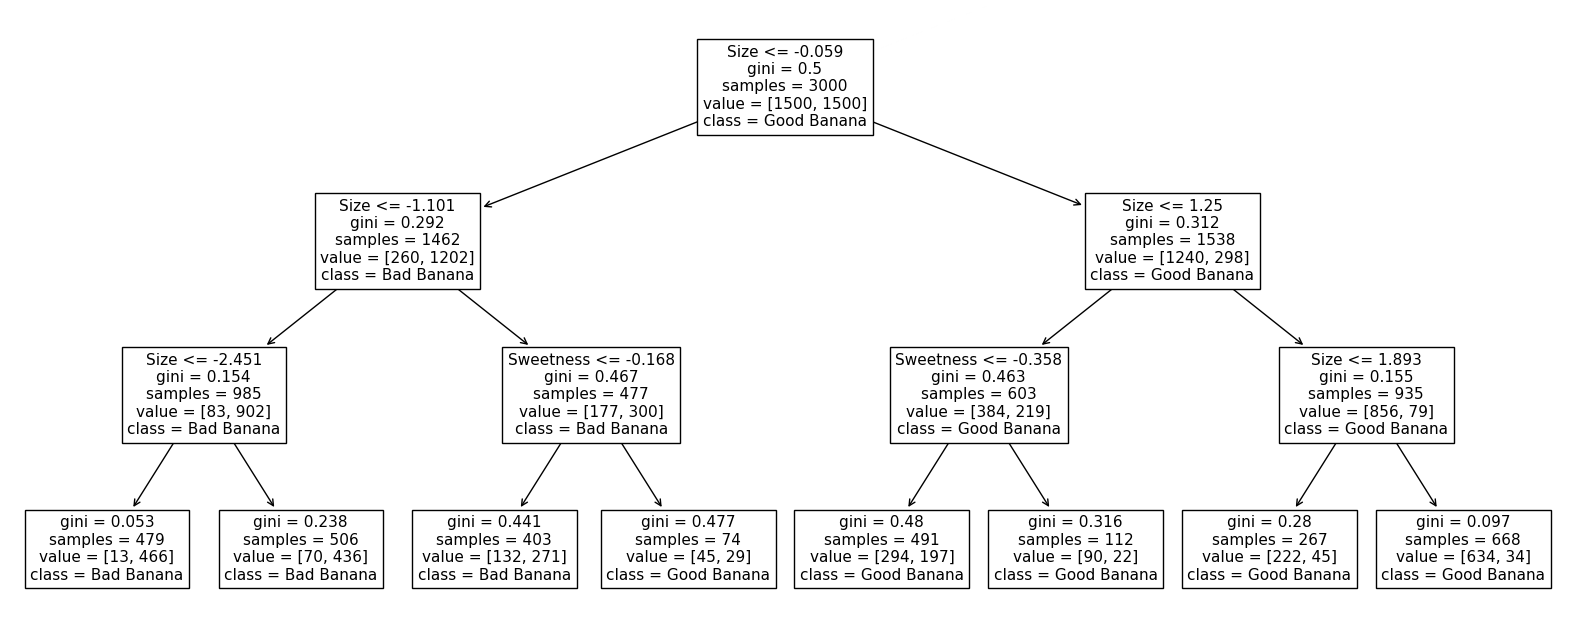 Size <= -0.059
gini = 0.5
samples = 3000
value = [1500, 1500]
class = Good Banana
Size <= -1.101
gini = 0.292
samples = 1462
value = [260, 1202]
class = Bad Banana
Size <= 1.25
gini = 0.312
samples = 1538
value = [1240, 298]
class = Good Banana
Size <= -2.451
gini = 0.154
samples = 985
value = [83, 902]
class = Bad Banana
Sweetness <= -0.168
gini = 0.467
samples = 477
value = [177, 300]
class = Bad Banana
Sweetness <= -0.358
gini = 0.463
samples = 603
value = [384, 219]
class = Good Banana
Size <= 1.893
gini = 0.155
samples = 935
value = [856, 79]
class = Good Banana
gini = 0.053
samples = 479
value = [13, 466]
class = Bad Banana
gini = 0.238
samples = 506
value = [70, 436]
class = Bad Banana
gini = 0.441
samples = 403
value = [132, 271]
class = Bad Banana
gini = 0.477
samples = 74
value = [45, 29]
class = Good Banana
gini = 0.48
samples = 491
value = [294, 197]
class = Good Banana
gini = 0.316
samples = 112
value = [90, 22]
class = Good Banana
gini = 0.28
samples = 267
value = [222, 45]
class = Good Banana
gini = 0.097
samples = 668
value = [634, 34]
class = Good Banana